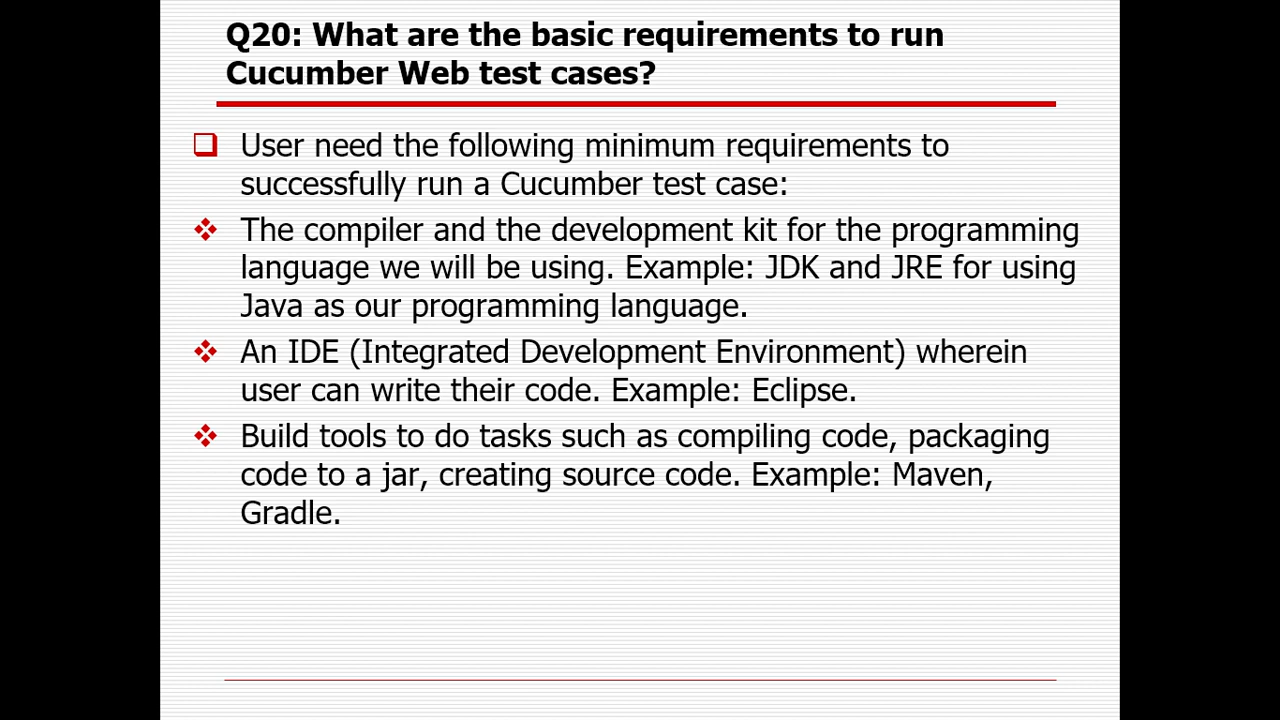 Q20: What are the basic requirements to run
Cucumber Web test cases?
User need the following minimum requirements to
successfully run a Cucumber test case:
The compiler and the development kit for the programming
language we will be using. Example: JDK and JRE for using
Java as our programming language.
An IDE (Integrated Development Environment) wherein
user can write their code. Example: Eclipse.
Build tools to do tasks such as compiling code, packaging
code to a jar, creating source code. Example: Maven,
Gradle.